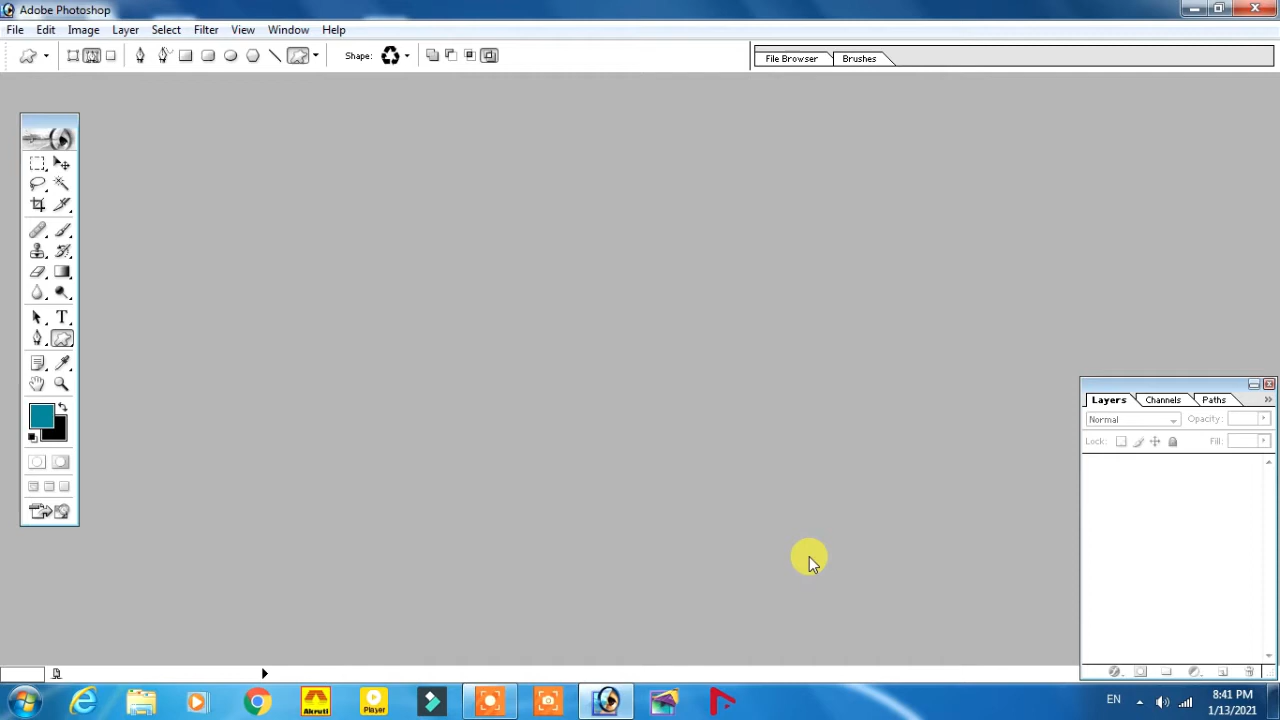 Adobe Photoshop
File Edit Image Layer Select Filter View Window Help
Shape:
File Browser Brushes
T
Layers Channels Paths
Normal Opacity:
Lock: Fill:
Akruti
Player
EN
8:41 PM
1/13/2021